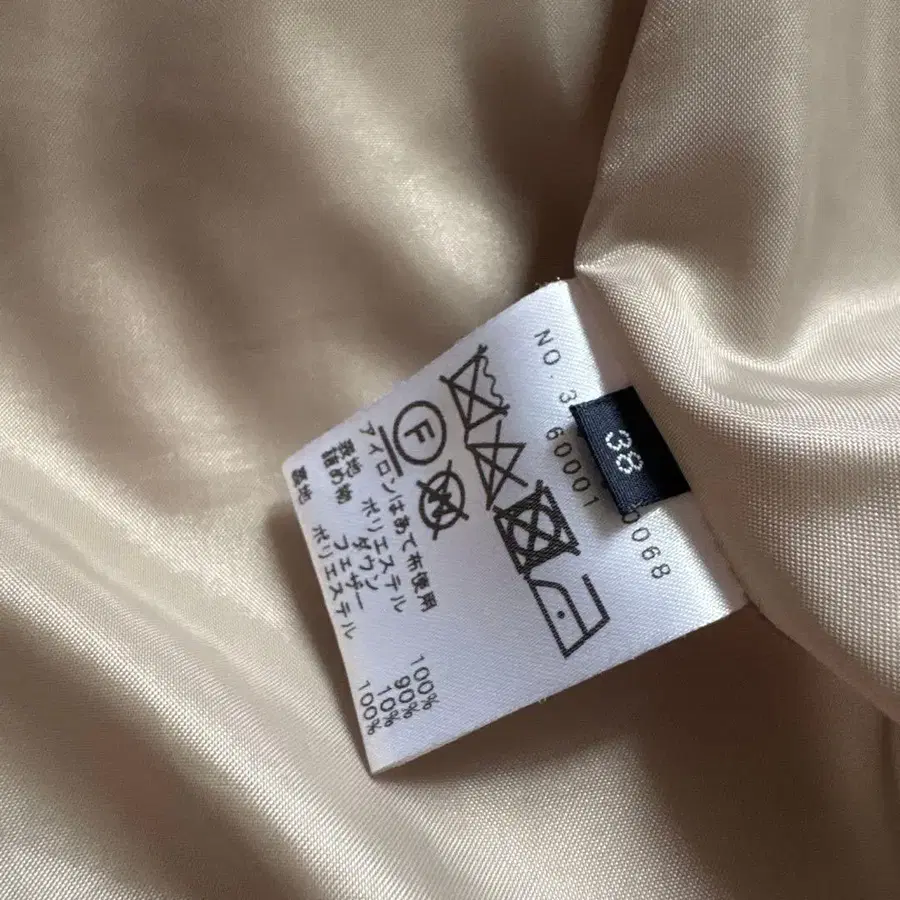 NO. 3
60001
0068
38
F
W
アイロンはあて布使用
表地 ポリエステル 100%
詰め物 ダウン 90%
フェザー 10%
裏地 ポリエステル 100%